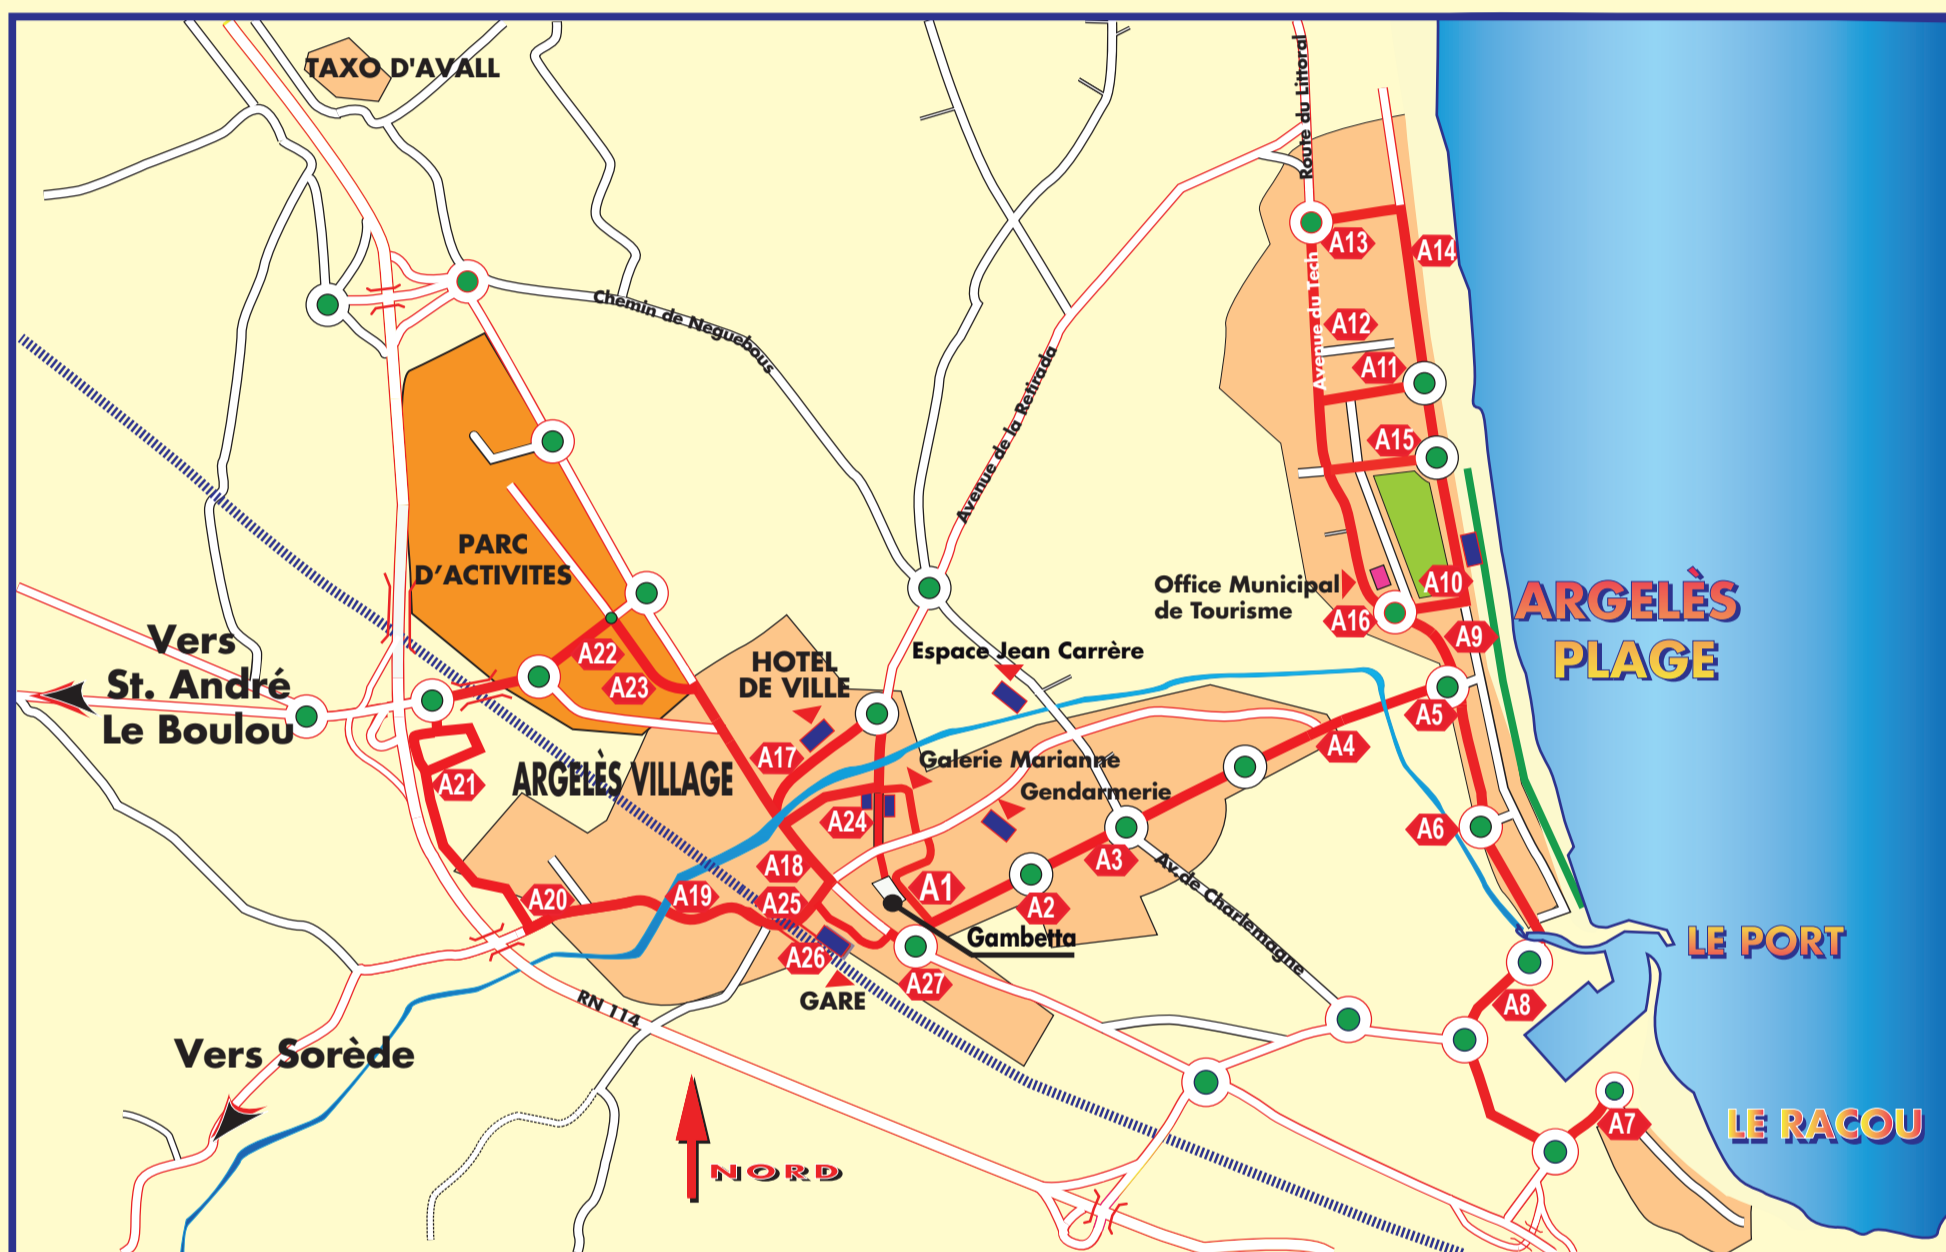 TAXO D'AVALL
Route du Littoral
A13
A14
Avenue du Tech
Chemin de Neguebous
A12
A11
Avenue de la Retirada
A15
PARC
D'ACTIVITES
Office Municipal
de Tourisme
A10
A16
A9
ARGELÈS
PLAGE
Vers
St. André
Le Boulou
A22
A23
HOTEL
DE VILLE
Espace Jean Carrère
A5
A4
A17
Galerie Marianne
ARGELÈS VILLAGE
A21
Gendarmerie
A24
A6
A3
A18
Av. de Charlemagne
A20
A19
A25
A1
A2
Gambetta
LE PORT
A26
A27
GARE
RN 114
A8
Vers Sorède
A7
LE RACOU
NORD